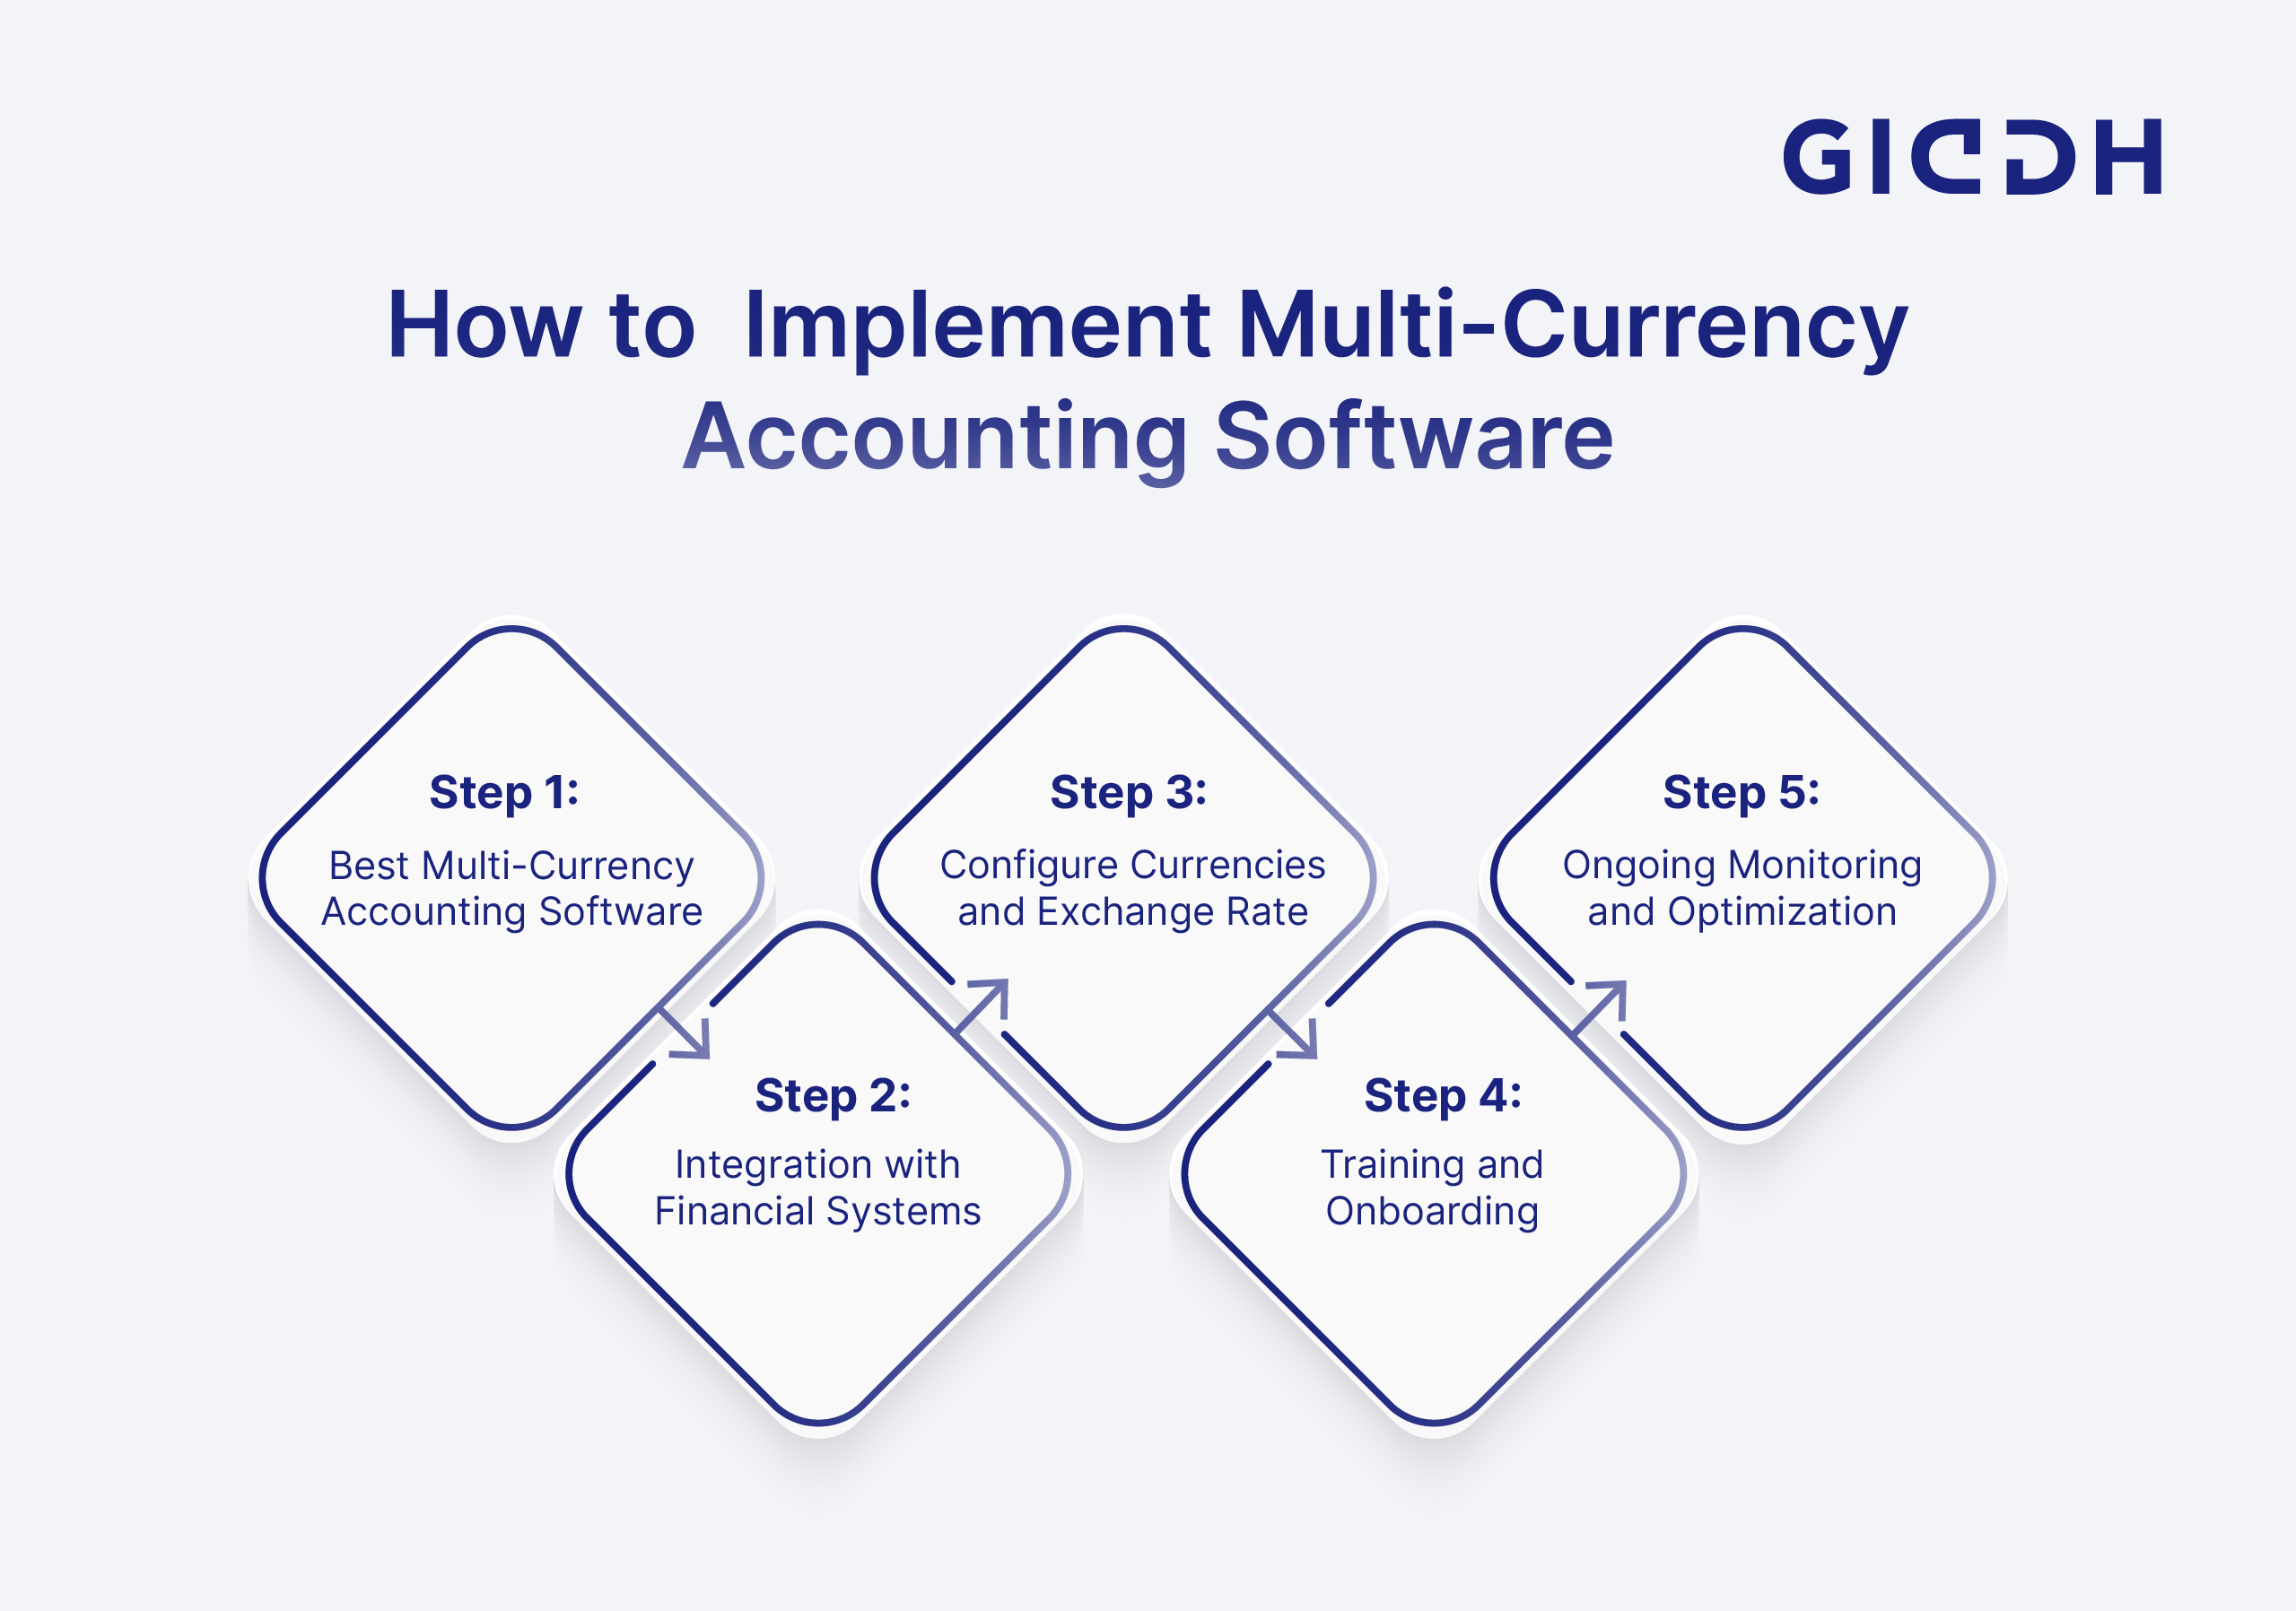 GIDDH
How to Implement Multi-Currency
Accounting Software
Step 1:
Best Multi-Currency
Accounting Software
Step 2:
Integration with
Financial Systems
Step 3:
Configure Currencies
and Exchange Rate
Step 4:
Training and
Onboarding
Step 5:
Ongoing Monitoring
and Optimization